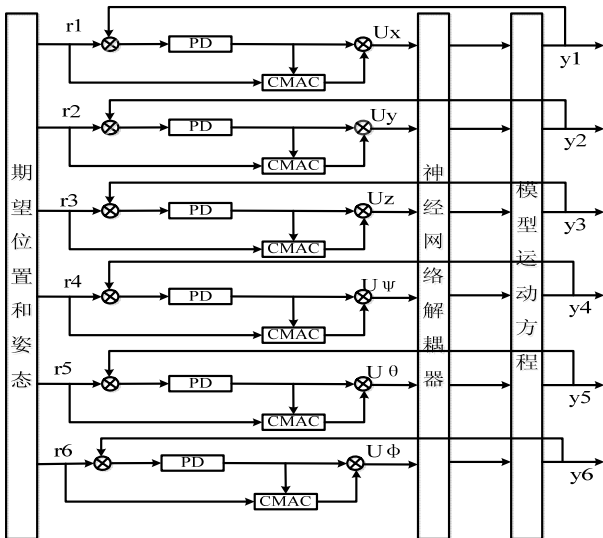 期望位置和姿态
r1
PD
CMAC
Ux
y1
r2
PD
CMAC
Uy
y2
r3
PD
CMAC
Uz
y3
r4
PD
CMAC
Uψ
y4
r5
PD
CMAC
Uθ
y5
r6
PD
CMAC
Uφ
y6
神经网络解耦器
模型运动方程